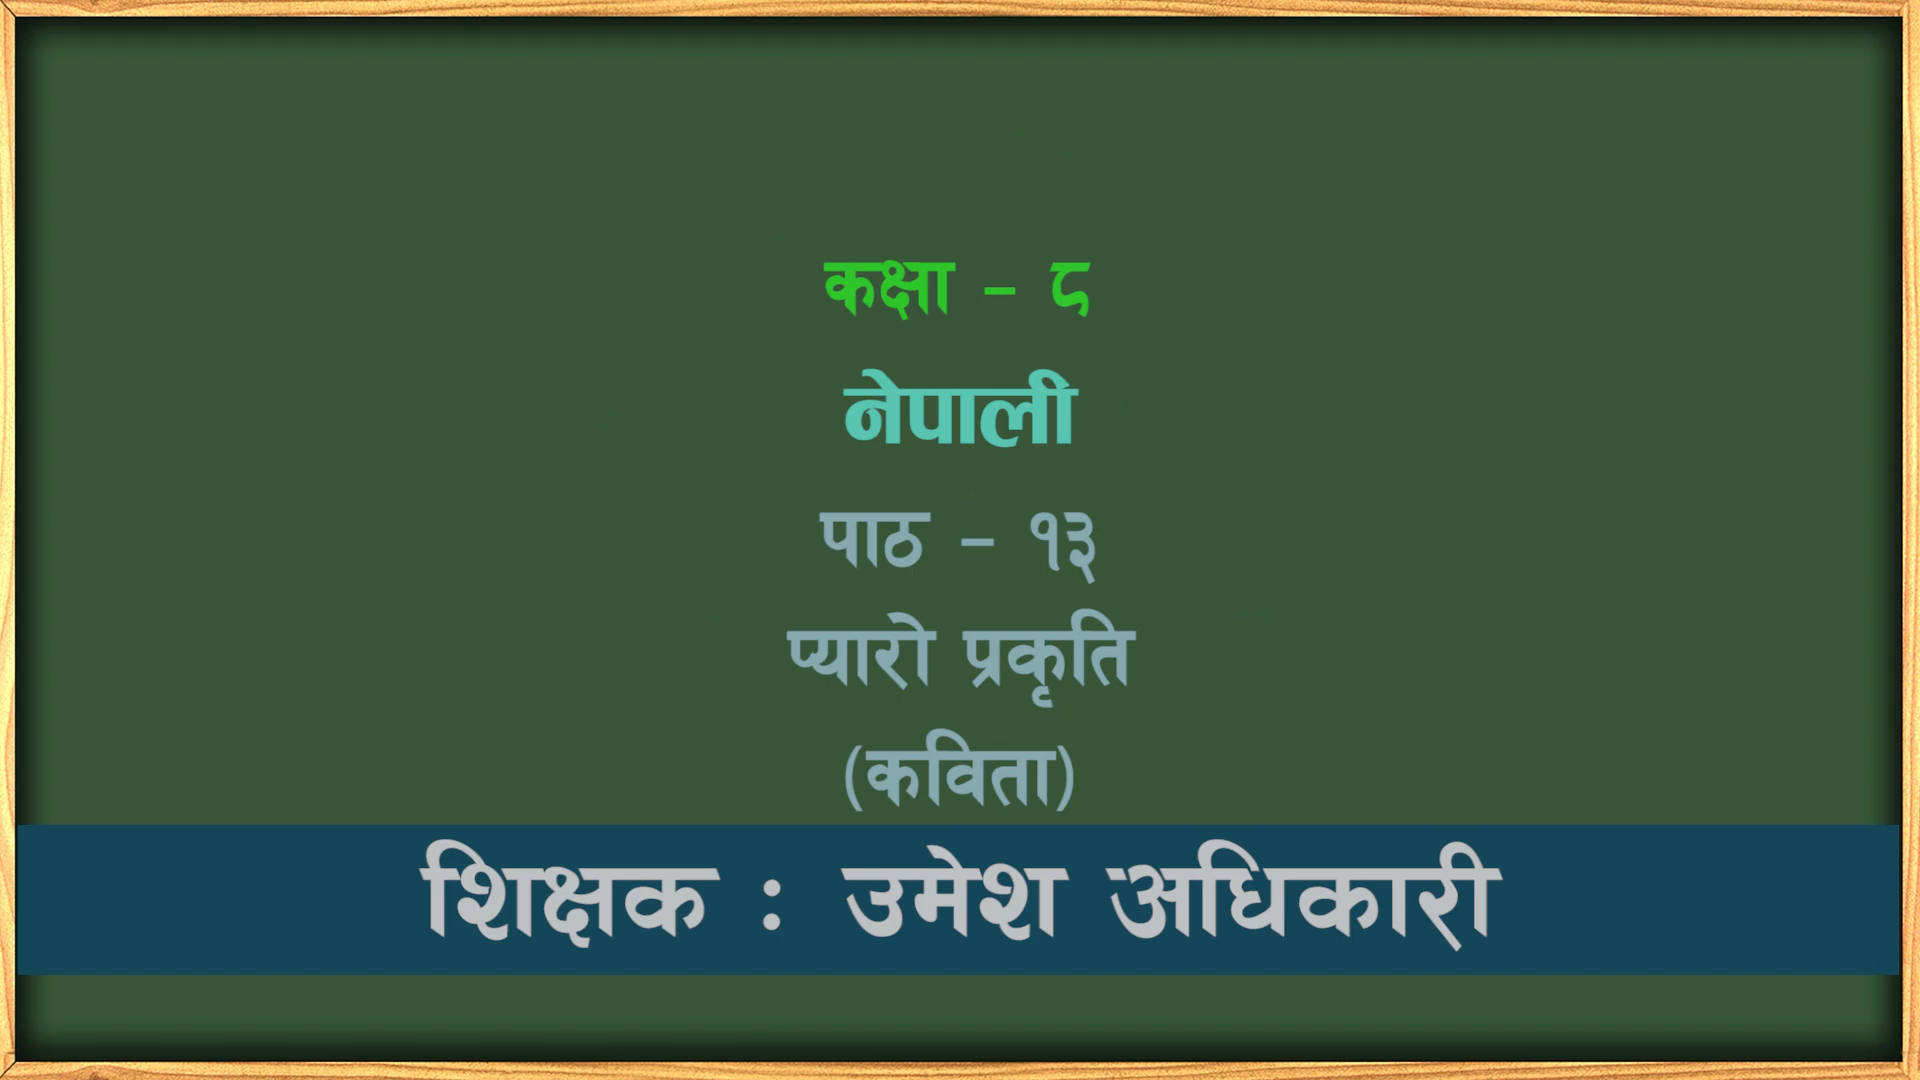 कक्षा – ८
नेपाली
पाठ – १३
प्यारो प्रकृति
(कविता)
शिक्षक : उमेश अधिकारी